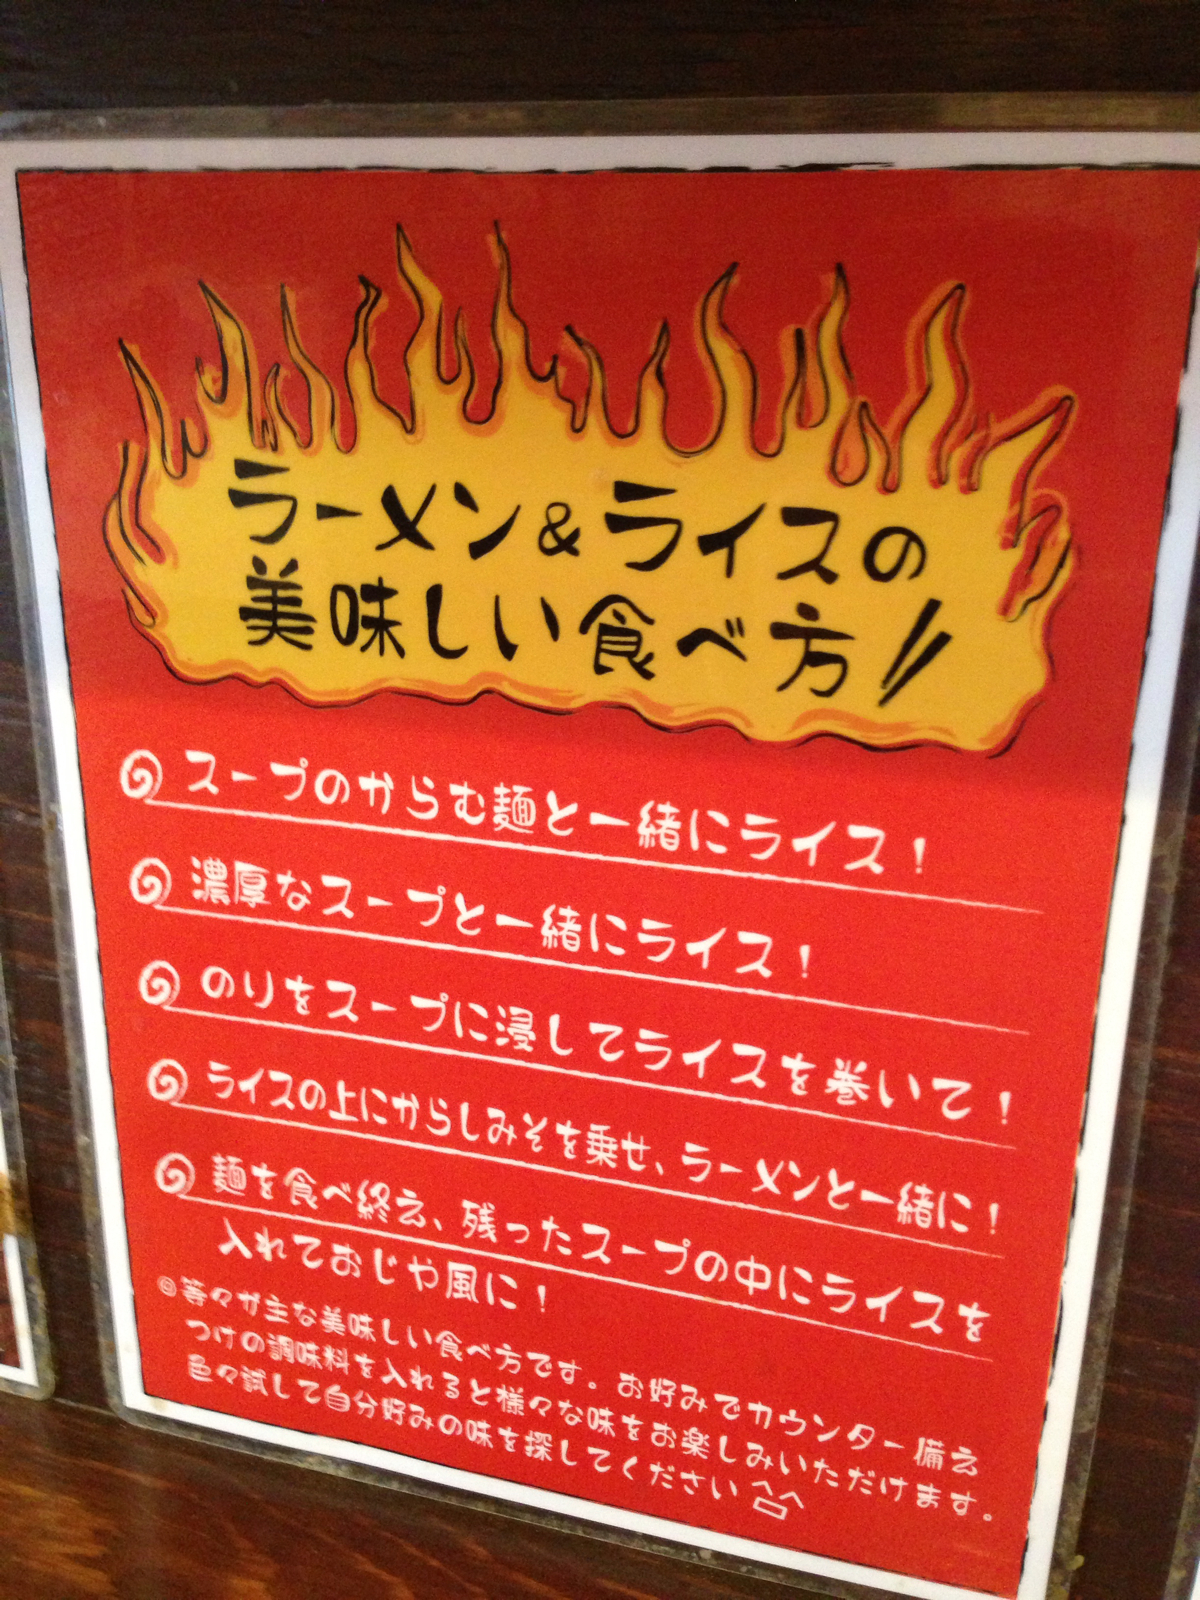 ラーメン&ライスの
美味しい食べ方!!
スープのからむ麺と一緒にライス!
濃厚なスープと一緒にライス!
のりをスープに浸してライスを巻いて!
ライスの上にからしみそを乗せ、ラーメンと一緒に!
麺を食べ終え、残ったスープの中にライスを
入れておじや風に!
等々が主な美味しい食べ方です。お好みでカウンター備え
つけの調味料を入れると様々な味をお楽しみいただけます。
色々試して自分好みの味を探してください^ロ^